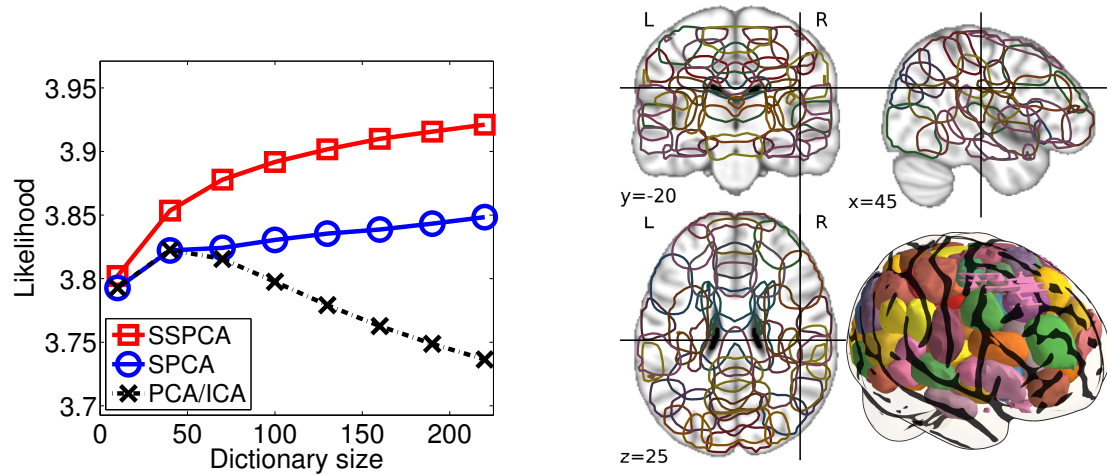 Likelihood
3.95
3.9
3.85
3.8
3.75
3.7
0
50
100
150
200
Dictionary size
SSPCA
SPCA
PCA/ICA
L
R
y=-20
x=45
L
R
z=25